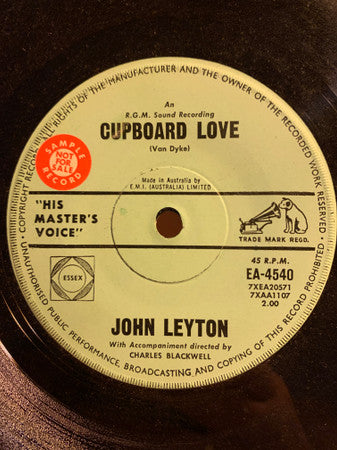 COPYRIGHT RECORD. ALL RIGHTS OF THE MANUFACTURER AND THE OWNER OF THE RECORDED WORK RESERVED •
UNAUTHORISED PUBLIC PERFORMANCE, BROADCASTING AND COPYING OF THIS RECORD PROHIBITED •
An
R.G.M. Sound Recording
CUPBOARD LOVE
(Van Dyke)
SAMPLE
NOT
FOR
SALE
RECORD
Made in Australia by
E.M.I. (AUSTRALIA) LIMITED
"HIS
MASTER'S
VOICE"
TRADE MARK REGD.
45 R.P.M.
EA-4540
7XEA20571
7XAA1107
2.00
ESSEX
JOHN LEYTON
With Accompaniment directed by
CHARLES BLACKWELL